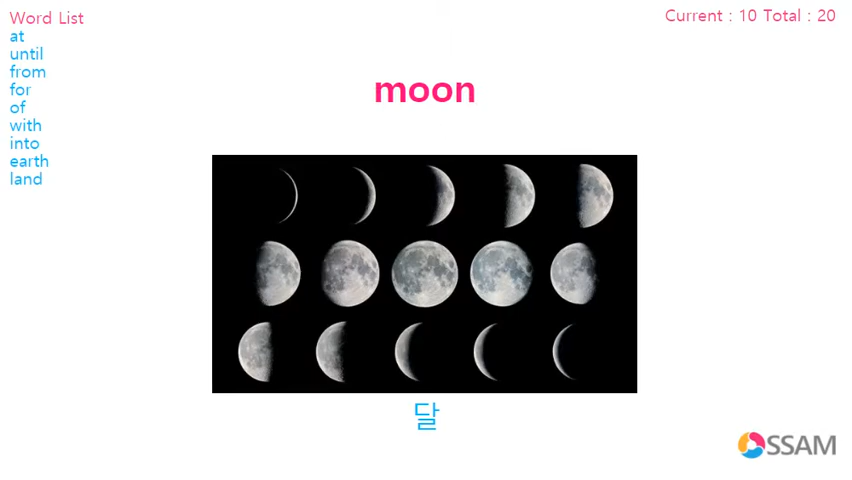 Word List
at
until
from
for
of
with
into
earth
land
Current : 10 Total : 20
moon
달
SSAM